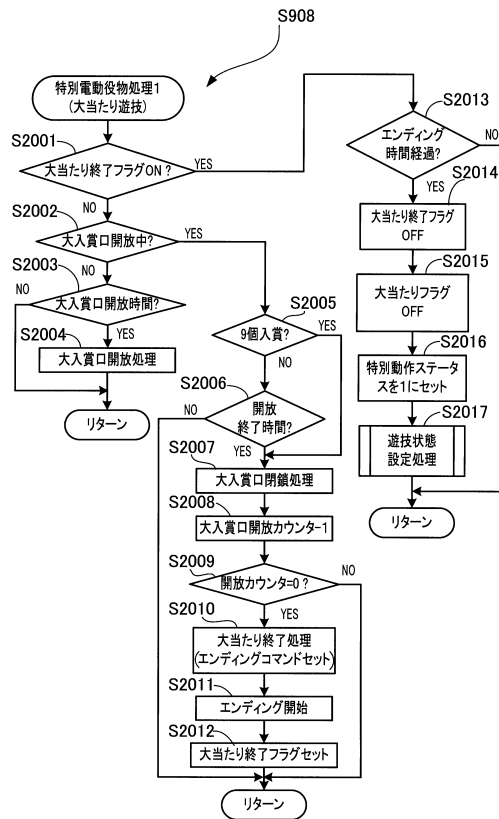 S908
特別電動役物処理1
(大当たり遊技)
S2001
大当たり終了フラグON？
YES
NO
S2002
大入賞口開放中?
YES
NO
S2003
大入賞口開放時間?
NO
YES
S2004
大入賞口開放処理
リターン
S2005
9個入賞?
YES
NO
S2006
開放
終了時間?
NO
YES
S2007
大入賞口閉鎖処理
S2008
大入賞口開放カウンタ-1
S2009
開放カウンタ=0？
NO
YES
S2010
大当たり終了処理
(エンディングコマンドセット)
S2011
エンディング開始
S2012
大当たり終了フラグセット
リターン
S2013
エンディング
時間経過?
NO
YES
S2014
大当たり終了フラグ
OFF
S2015
大当たりフラグ
OFF
S2016
特別動作ステータ
スを1にセット
S2017
遊技状態
設定処理
リターン